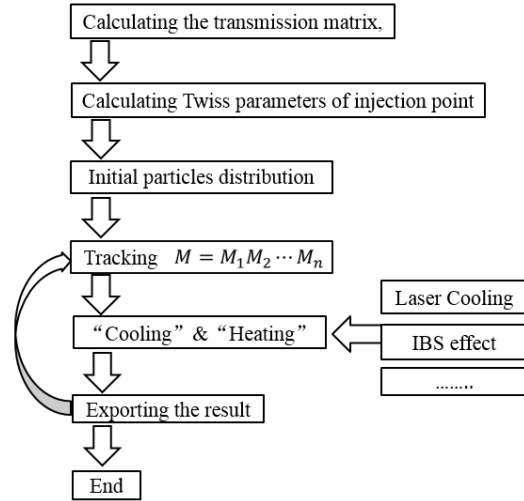 Calculating the transmission matrix,
Calculating Twiss parameters of injection point
Initial particles distribution
Tracking M = M₁M₂ ⋯ Mₙ
Laser Cooling
“Cooling” & “Heating”
IBS effect
……..
Exporting the result
End